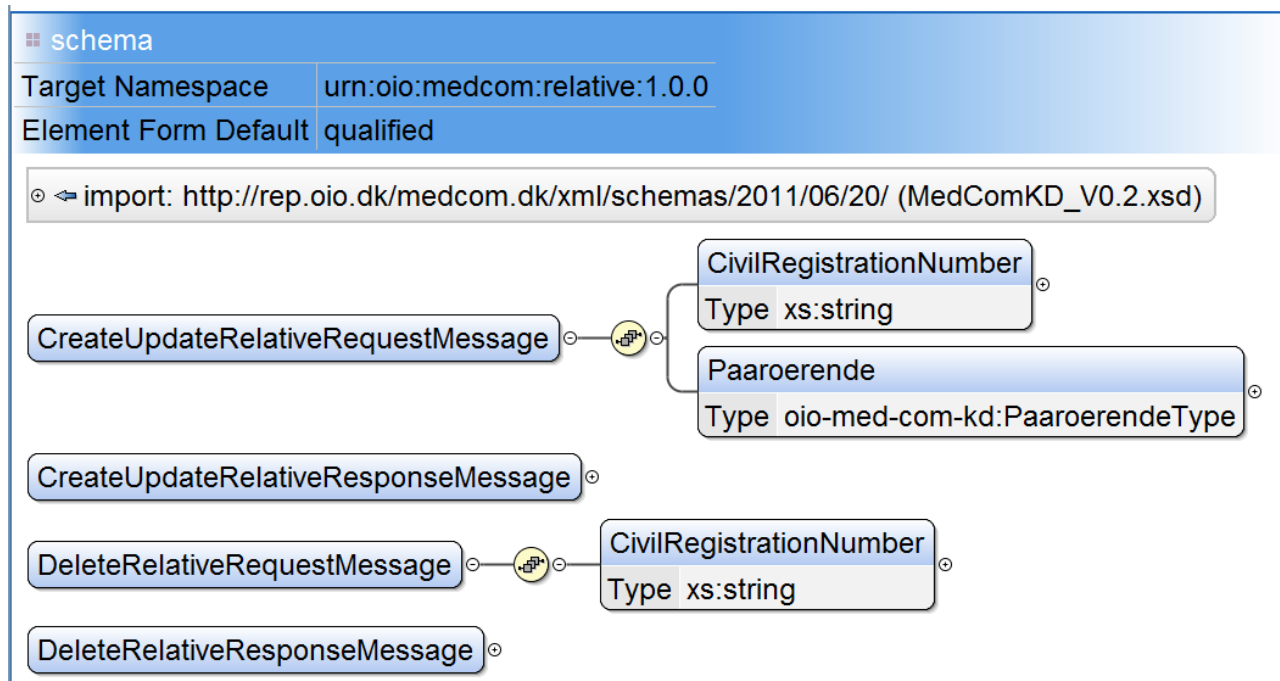 schema
Target Namespace urn:oio:medcom:relative:1.0.0
Element Form Default qualified
import: http://rep.oio.dk/medcom.dk/xml/schemas/2011/06/20/ (MedComKD_V0.2.xsd)
CreateUpdateRelativeRequestMessage
CivilRegistrationNumber
Type xs:string
Paaroerende
Type oio-med-com-kd:PaaroerendeType
CreateUpdateRelativeResponseMessage
DeleteRelativeRequestMessage
CivilRegistrationNumber
Type xs:string
DeleteRelativeResponseMessage